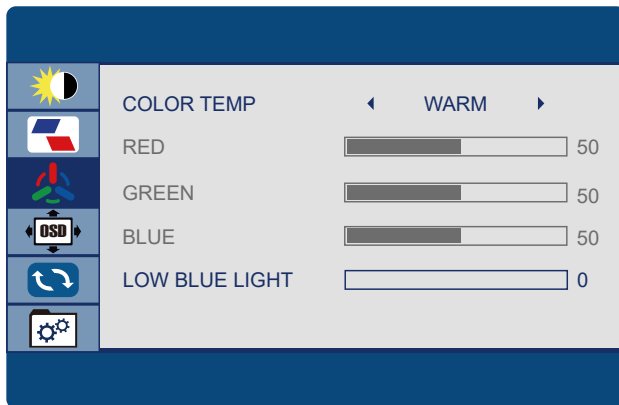 COLOR TEMP WARM
RED 50
GREEN 50
OSD
BLUE 50
LOW BLUE LIGHT 0